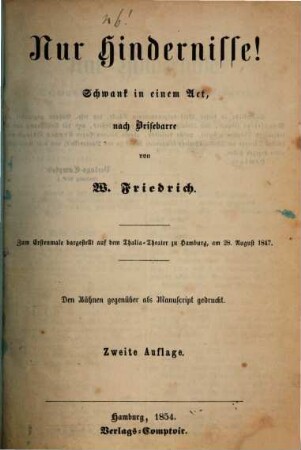 Nur Hindernisse!
Schwank in einem Act,
nach Brisebarre
von
W. Friedrich.
Zum Erstenmale dargestellt auf dem Thalia-Theater zu Hamburg, am 28. August 1847.
Den Bühnen gegenüber als Manuscript gedruckt.
Zweite Auflage.
Hamburg, 1854.
Verlags-Comptoir.